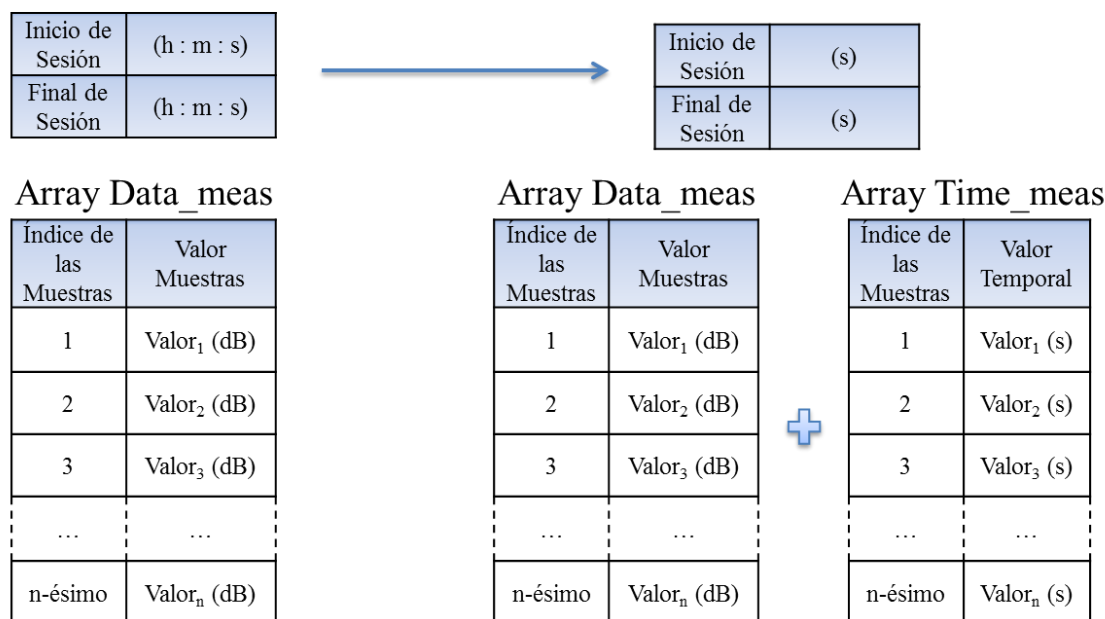 Inicio de
Sesión
(h : m : s)
Final de
Sesión
(h : m : s)
Inicio de
Sesión
(s)
Final de
Sesión
(s)
Array Data_meas
Índice de
las
Muestras
Valor
Muestras
1
Valor₁ (dB)
2
Valor₂ (dB)
3
Valor₃ (dB)
...
...
n-ésimo
Valorₙ (dB)
Array Data_meas
Índice de
las
Muestras
Valor
Muestras
1
Valor₁ (dB)
2
Valor₂ (dB)
3
Valor₃ (dB)
...
...
n-ésimo
Valorₙ (dB)
Array Time_meas
Índice de
las
Muestras
Valor
Temporal
1
Valor₁ (s)
2
Valor₂ (s)
3
Valor₃ (s)
...
...
n-ésimo
Valorₙ (s)